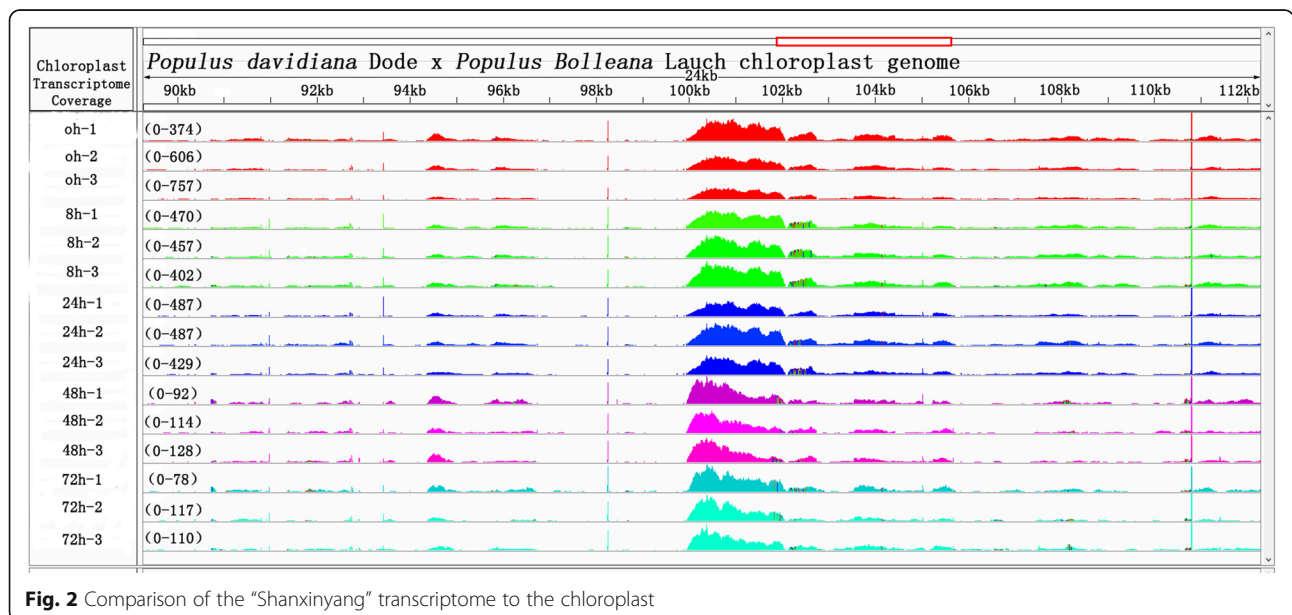 Populus davidiana Dode x Populus Bolleana Lauch chloroplast genome
Chloroplast
Transcriptome
Coverage
24kb
90kb 92kb 94kb 96kb 98kb 100kb 102kb 104kb 106kb 108kb 110kb 112kb
oh-1 (0-374)
oh-2 (0-606)
oh-3 (0-757)
8h-1 (0-470)
8h-2 (0-457)
8h-3 (0-402)
24h-1 (0-487)
24h-2 (0-487)
24h-3 (0-429)
48h-1 (0-92)
48h-2 (0-114)
48h-3 (0-128)
72h-1 (0-78)
72h-2 (0-117)
72h-3 (0-110)
Fig. 2 Comparison of the “Shanxinyang” transcriptome to the chloroplast